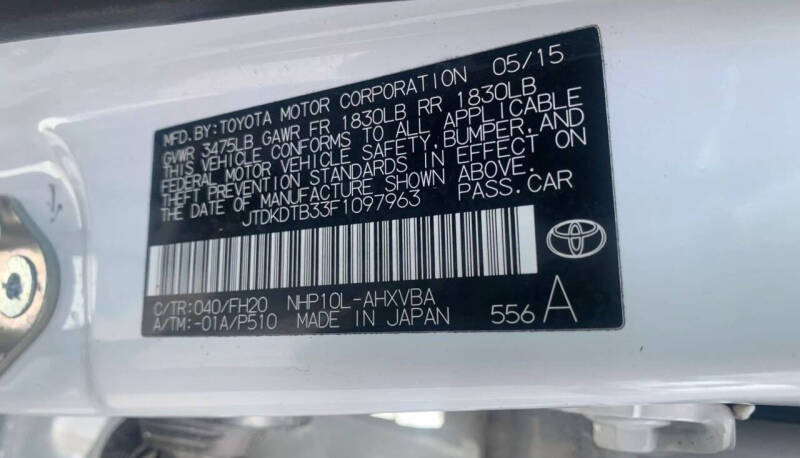 MFD. BY: TOYOTA MOTOR CORPORATION 05/15
GVWR 3475LB GAWR FR 1830LB RR 1830LB
THIS VEHICLE CONFORMS TO ALL APPLICABLE
FEDERAL MOTOR VEHICLE SAFETY, BUMPER, AND
THEFT PREVENTION STANDARDS IN EFFECT ON
THE DATE OF MANUFACTURE SHOWN ABOVE.
JTDKDTB33F1097963 PASS. CAR
C/TR: 040/FH20 NHP10L-AHXVBA
A/TM: -01A/P510 MADE IN JAPAN 556 A